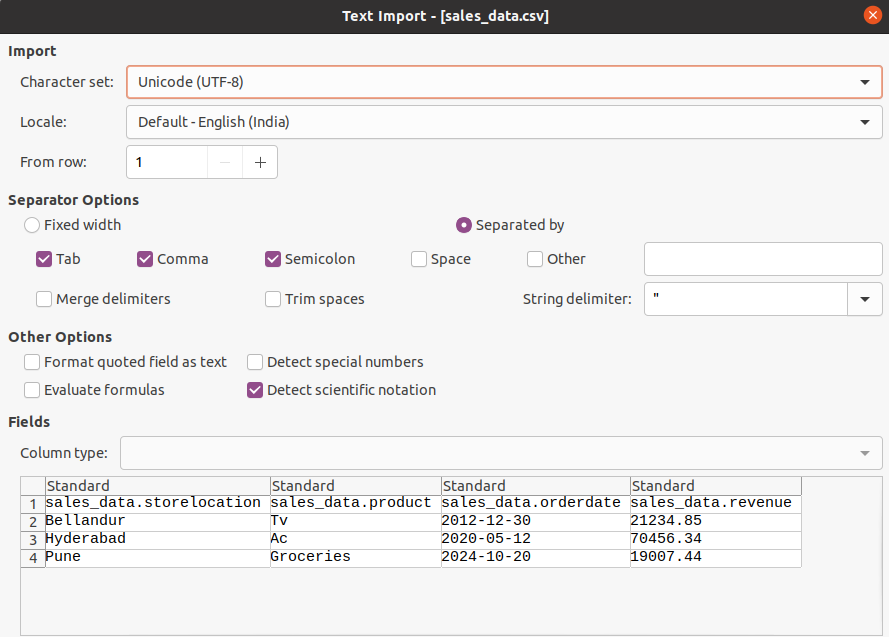 Text Import - [sales_data.csv]
Import
Character set: Unicode (UTF-8)
Locale: Default - English (India)
From row: 1 − +
Separator Options
Fixed width Separated by
Tab Comma Semicolon Space Other
Merge delimiters Trim spaces String delimiter: "
Other Options
Format quoted field as text Detect special numbers
Evaluate formulas Detect scientific notation
Fields
Column type:
Standard Standard Standard Standard
1 sales_data.storelocation sales_data.product sales_data.orderdate sales_data.revenue
2 Bellandur Tv 2012-12-30 21234.85
3 Hyderabad Ac 2020-05-12 70456.34
4 Pune Groceries 2024-10-20 19007.44